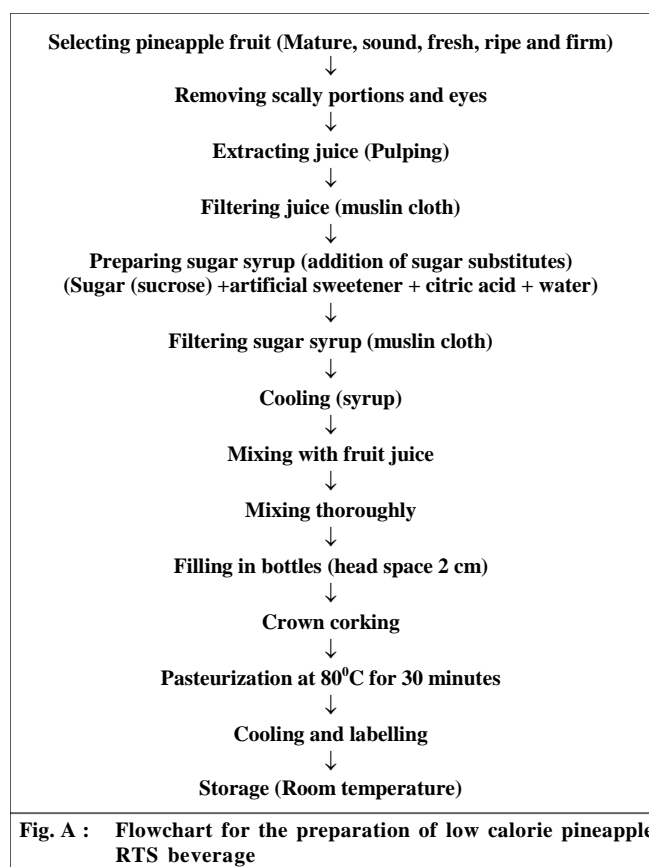 Selecting pineapple fruit (Mature, sound, fresh, ripe and firm)
↓
Removing scally portions and eyes
↓
Extracting juice (Pulping)
↓
Filtering juice (muslin cloth)
↓
Preparing sugar syrup (addition of sugar substitutes)
(Sugar (sucrose) +artificial sweetener + citric acid + water)
↓
Filtering sugar syrup (muslin cloth)
↓
Cooling (syrup)
↓
Mixing with fruit juice
↓
Mixing thoroughly
↓
Filling in bottles (head space 2 cm)
↓
Crown corking
↓
Pasteurization at 80⁰C for 30 minutes
↓
Cooling and labelling
↓
Storage (Room temperature)
Fig. A : Flowchart for the preparation of low calorie pineapple
RTS beverage